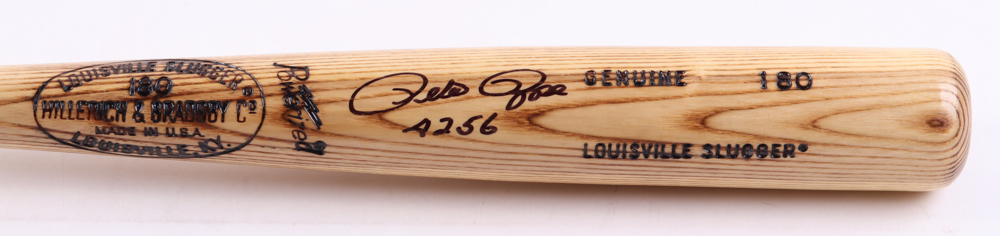 LOUISVILLE SLUGGER®
180
HILLERICH & BRADSBY Cº
MADE IN U.S.A.
LOUISVILLE, KY.
Powerized
Pete Rose
4256
GENUINE 180
LOUISVILLE SLUGGER®